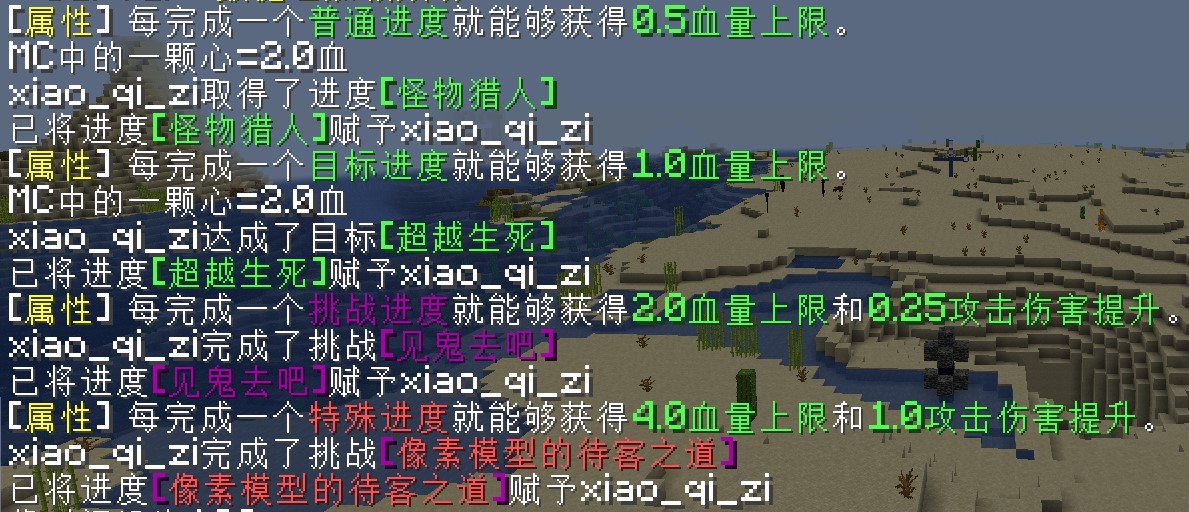 [属性] 每完成一个普通进度就能够获得0.5血量上限。
MC中的一颗心=2.0血
xiao_qi_zi取得了进度[怪物猎人]
已将进度[怪物猎人]赋予xiao_qi_zi
[属性] 每完成一个目标进度就能够获得1.0血量上限。
MC中的一颗心=2.0血
xiao_qi_zi达成了目标[超越生死]
已将进度[超越生死]赋予xiao_qi_zi
[属性] 每完成一个挑战进度就能够获得2.0血量上限和0.25攻击伤害提升。
xiao_qi_zi完成了挑战[见鬼去吧]
已将进度[见鬼去吧]赋予xiao_qi_zi
[属性] 每完成一个特殊进度就能够获得4.0血量上限和1.0攻击伤害提升。
xiao_qi_zi完成了挑战[像素模型的待客之道]
已将进度[像素模型的待客之道]赋予xiao_qi_zi